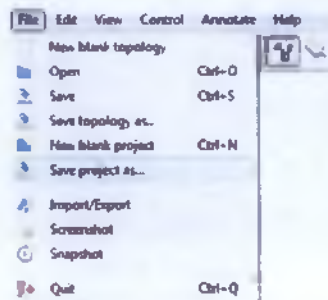 File Edit View Control Annotate Help
New blank topology
Open Ctrl+O
Save Ctrl+S
Save topology as...
New blank project Ctrl+N
Save project as...
Import/Export
Screenshot
Snapshot
Quit Ctrl+Q